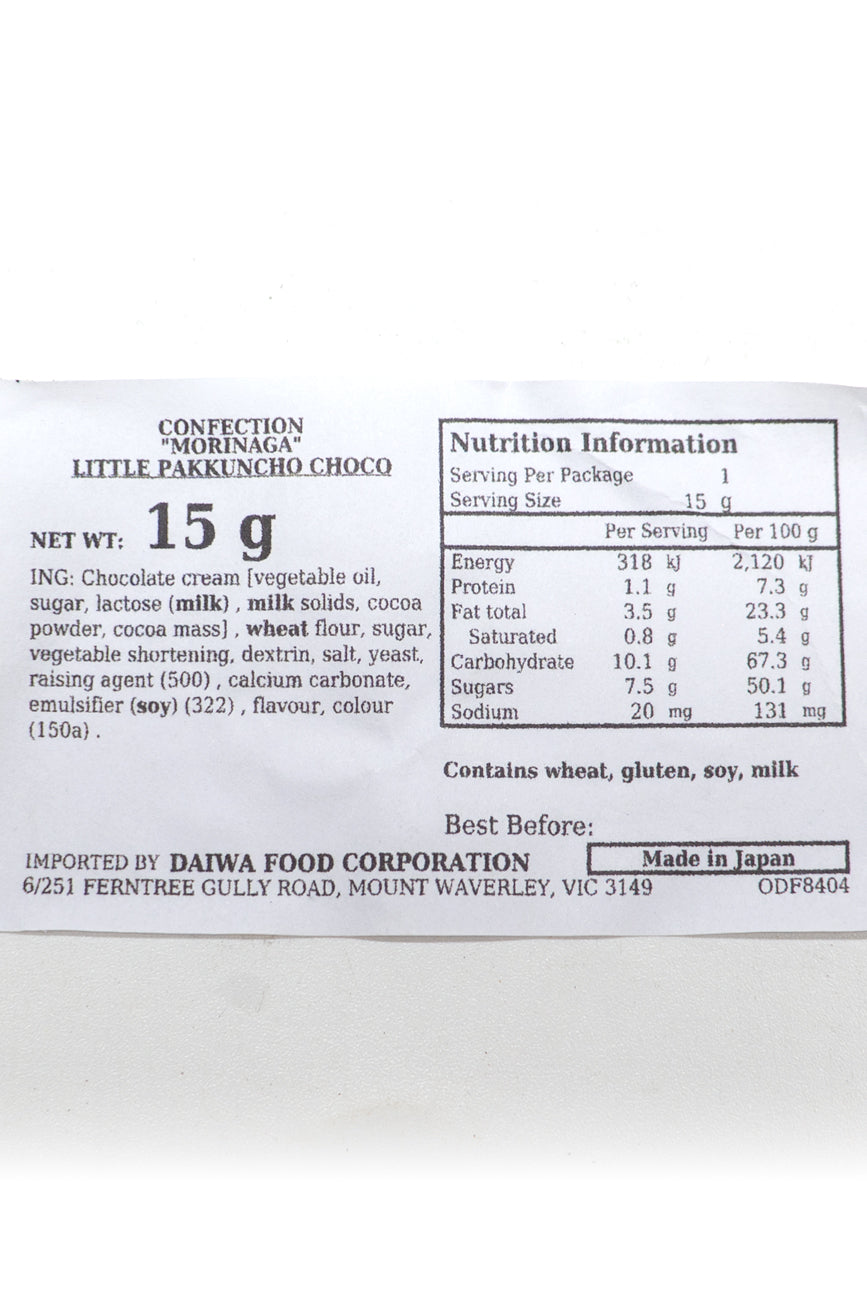 CONFECTION
"MORINAGA"
LITTLE PAKKUNCHO CHOCO
NET WT: 15 g
ING: Chocolate cream [vegetable oil,
sugar, lactose (milk) , milk solids, cocoa
powder, cocoa mass] , wheat flour, sugar,
vegetable shortening, dextrin, salt, yeast,
raising agent (500) , calcium carbonate,
emulsifier (soy) (322) , flavour, colour
(150a) .
Nutrition Information
Serving Per Package 1
Serving Size 15 g
Per Serving Per 100 g
Energy 318 kJ 2,120 kJ
Protein 1.1 g 7.3 g
Fat total 3.5 g 23.3 g
Saturated 0.8 g 5.4 g
Carbohydrate 10.1 g 67.3 g
Sugars 7.5 g 50.1 g
Sodium 20 mg 131 mg
Contains wheat, gluten, soy, milk
Best Before:
IMPORTED BY DAIWA FOOD CORPORATION
Made in Japan
6/251 FERNTREE GULLY ROAD, MOUNT WAVERLEY, VIC 3149
ODF8404